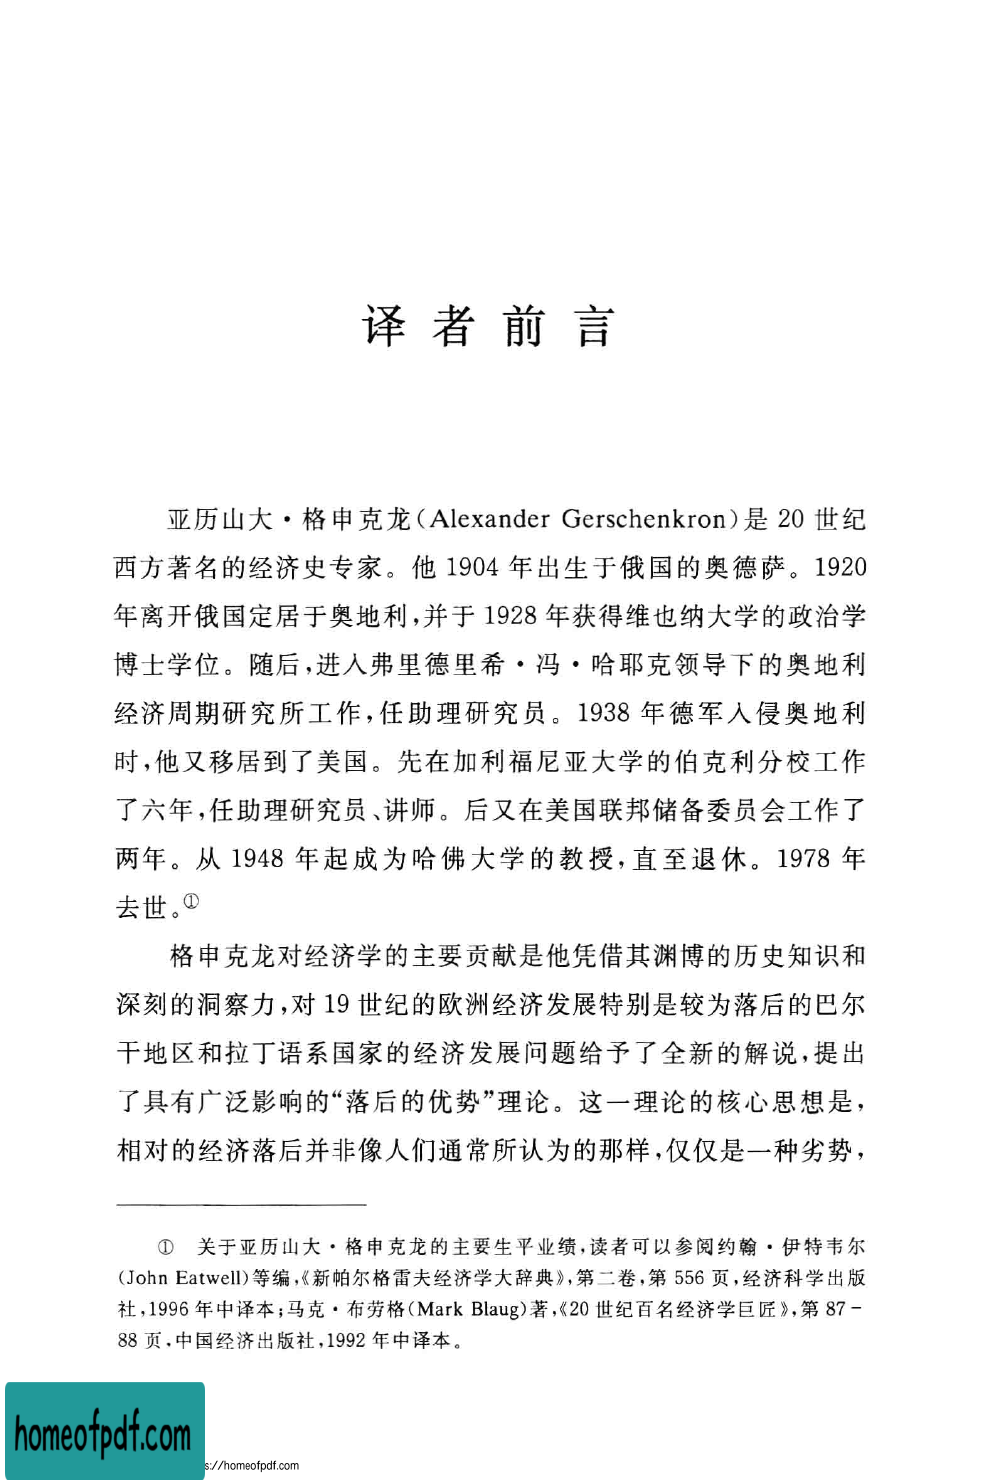 译者前言
亚历山大·格申克龙(Alexander Gerschenkron)是 20 世纪
西方著名的经济史专家。他 1904 年出生于俄国的奥德萨。1920
年离开俄国定居于奥地利,并于 1928 年获得维也纳大学的政治学
博士学位。随后,进入弗里德里希·冯·哈耶克领导下的奥地利
经济周期研究所工作,任助理研究员。1938 年德军入侵奥地利
时,他又移居到了美国。先在加利福尼亚大学的伯克利分校工作
了六年,任助理研究员、讲师。后又在美国联邦储备委员会工作了
两年。从 1948 年起成为哈佛大学的教授,直至退休。1978 年
去世。①
格申克龙对经济学的主要贡献是他凭借其渊博的历史知识和
深刻的洞察力,对 19 世纪的欧洲经济发展特别是较为落后的巴尔
干地区和拉丁语系国家的经济发展问题给予了全新的解说,提出
了具有广泛影响的“落后的优势”理论。这一理论的核心思想是,
相对的经济落后并非像人们通常所认为的那样,仅仅是一种劣势,
① 关于亚历山大·格申克龙的主要生平业绩,读者可以参阅约翰·伊特韦尔
(John Eatwell)等编,《新帕尔格雷夫经济学大辞典》,第二卷,第 556 页,经济科学出版
社,1996 年中译本;马克·布劳格(Mark Blaug)著,《20 世纪百名经济学巨匠》,第 87-
88 页,中国经济出版社,1992 年中译本。
homeofpdf.com
s://homeofpdf.com